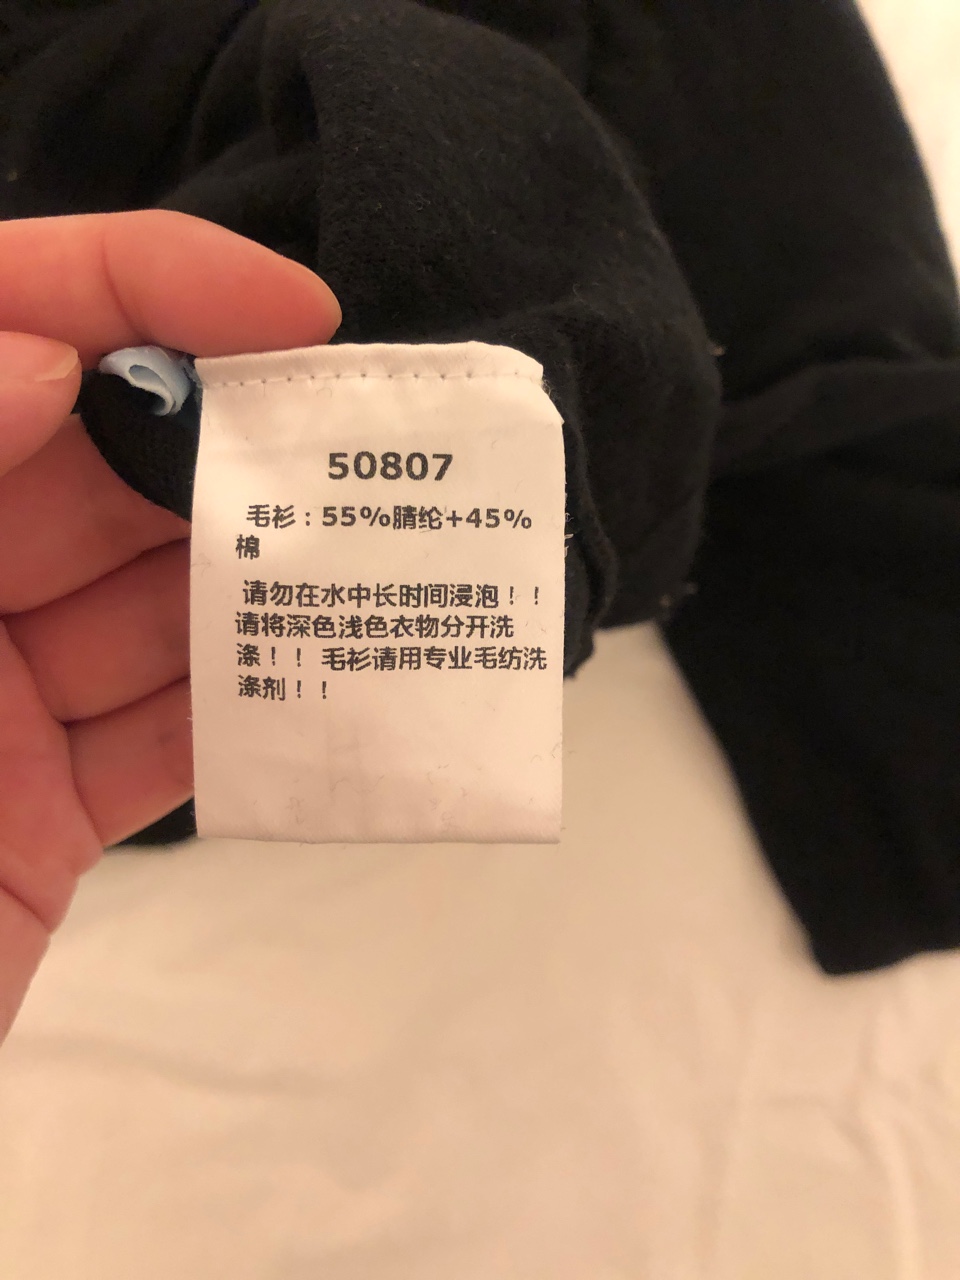 50807
毛衫：55%腈纶+45%
棉
请勿在水中长时间浸泡！！
请将深色浅色衣物分开洗
涤！！ 毛衫请用专业毛纺洗
涤剂！！